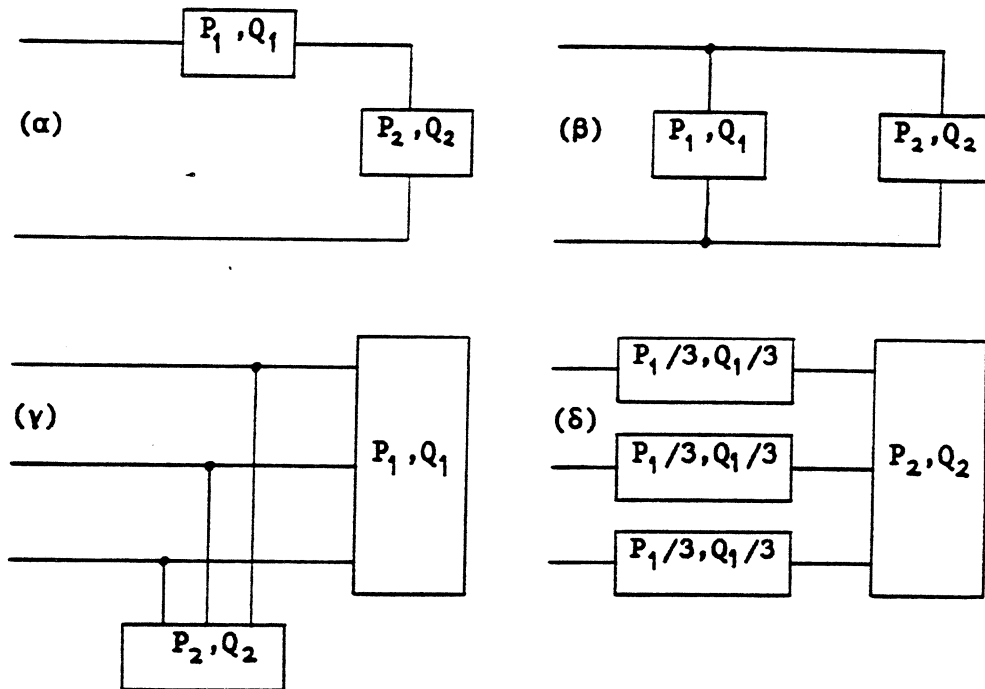 P₁,Q₁
(α)
P₂,Q₂
(β)
P₁,Q₁
P₂,Q₂
(γ)
P₁,Q₁
P₂,Q₂
(δ)
P₁/3,Q₁/3
P₁/3,Q₁/3
P₁/3,Q₁/3
P₂,Q₂